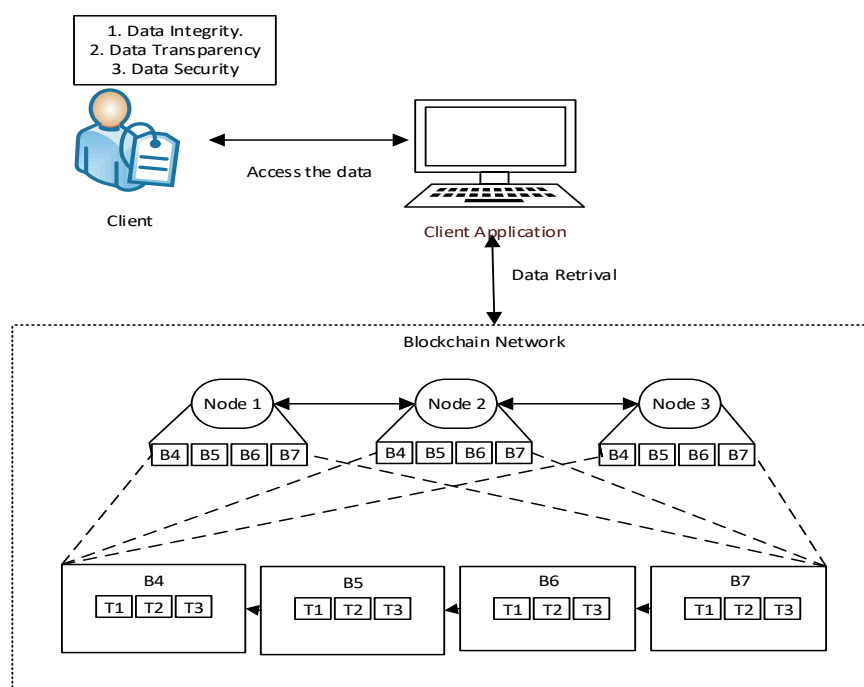 1. Data Integrity.
2. Data Transparency
3. Data Security
Access the data
Client
Client Application
Data Retrival
Blockchain Network
Node 1 Node 2 Node 3
B4 B5 B6 B7 B4 B5 B6 B7 B4 B5 B6 B7
B4 B5 B6 B7
T1 T2 T3 T1 T2 T3 T1 T2 T3 T1 T2 T3